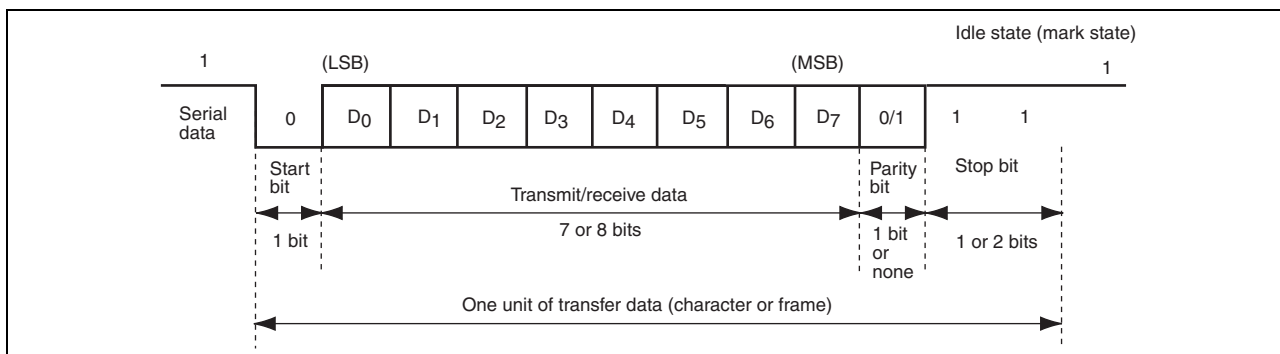 Idle state (mark state)
1 (LSB) (MSB) 1
Serial
data
0 D0 D1 D2 D3 D4 D5 D6 D7 0/1 1 1
Start
bit
Transmit/receive data
Parity
bit
Stop bit
1 bit
7 or 8 bits
1 bit
or
none
1 or 2 bits
One unit of transfer data (character or frame)